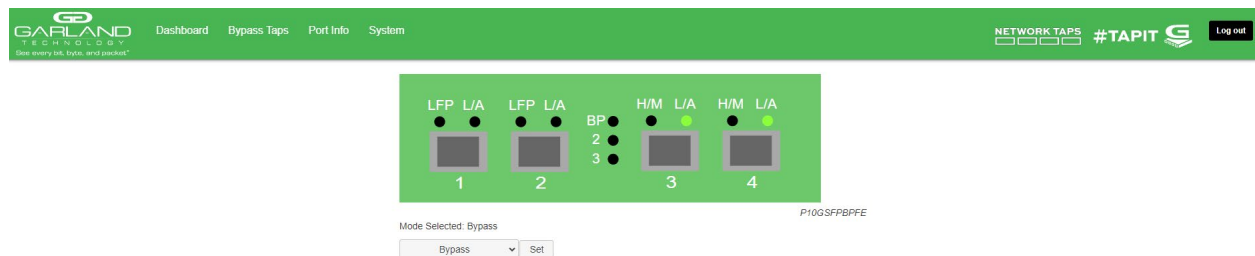 GARLAND
TECHNOLOGY
See every bit, byte, and packet.®
Dashboard Bypass Taps Port Info System
NETWORK TAPS #TAPIT G
Log out
LFP L/A LFP L/A H/M L/A H/M L/A
BP
2
3
1 2 3 4
P10GSFPBPFE
Mode Selected: Bypass
Bypass Set